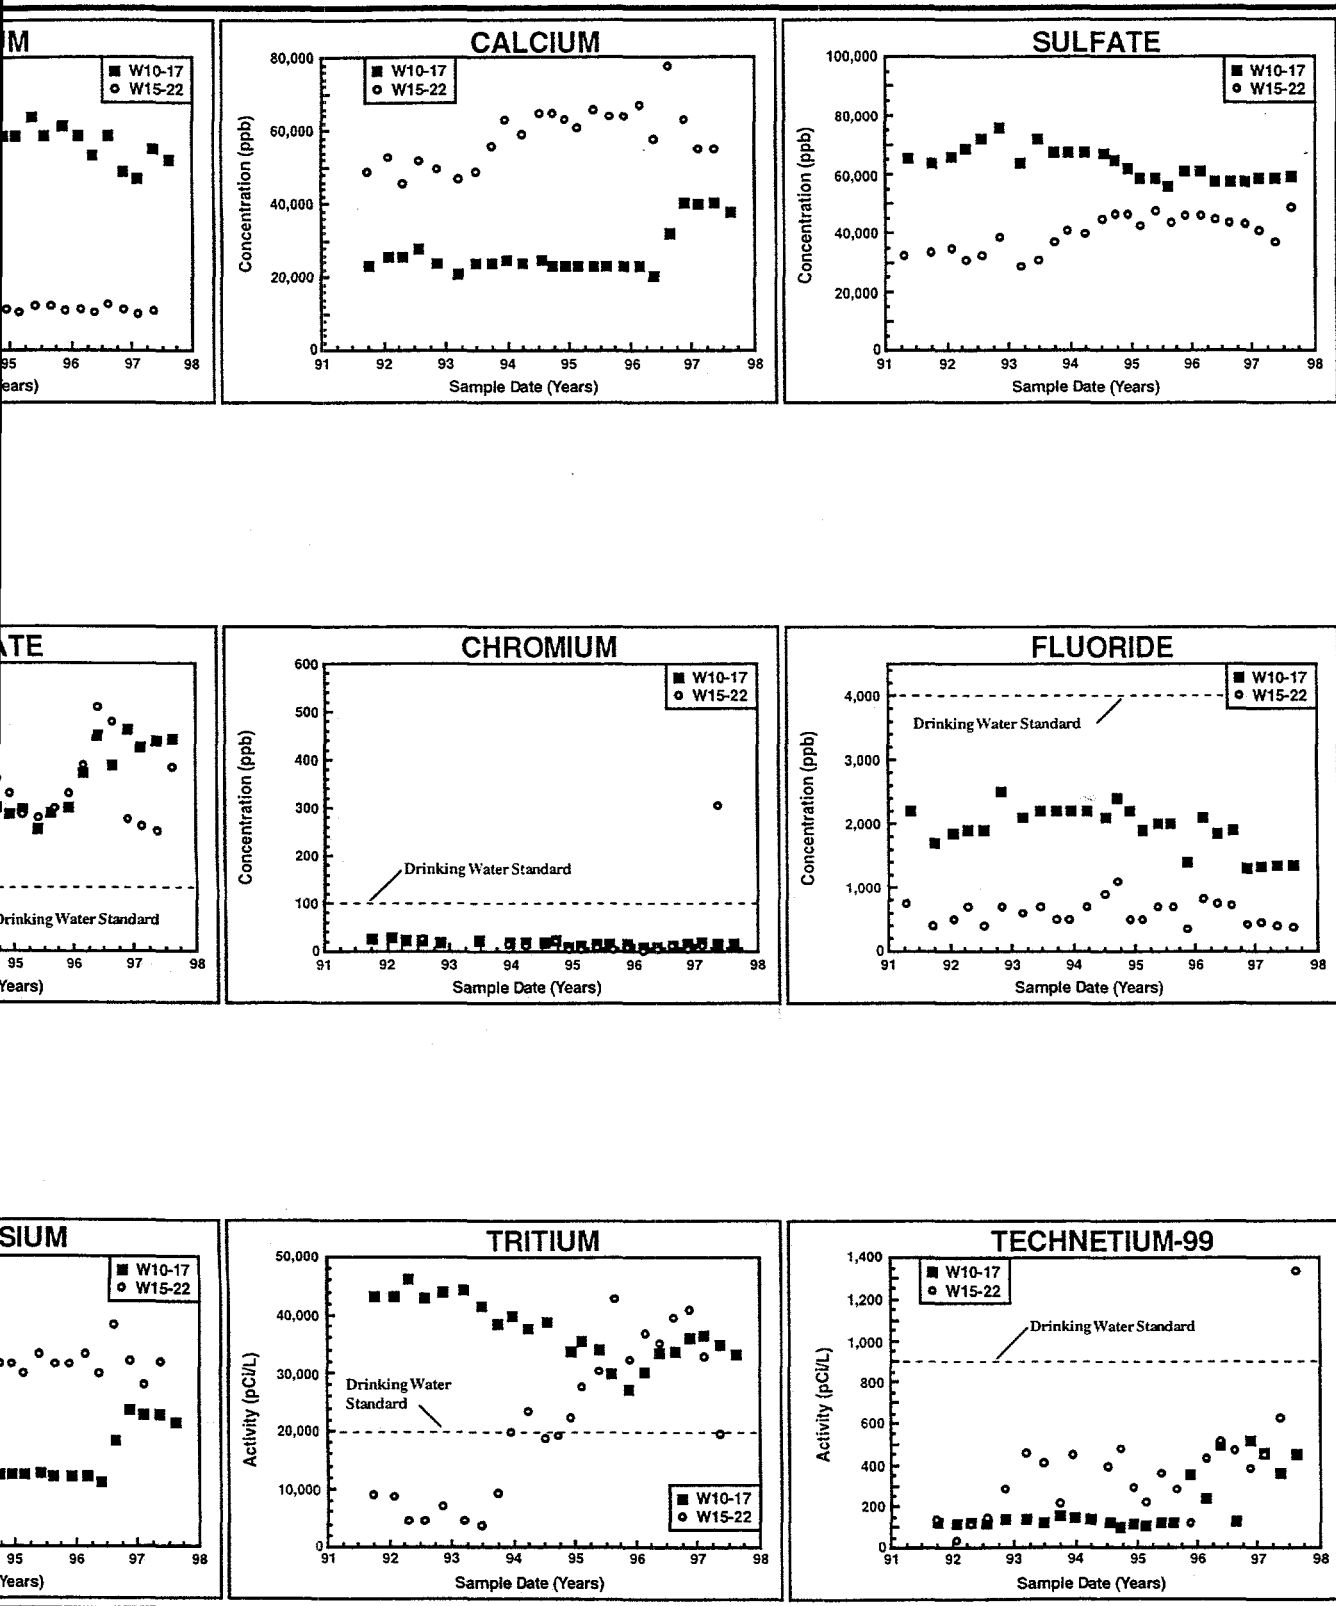 IM
W10-17
W15-22
95 96 97 98
ears)
CALCIUM
W10-17
W15-22
Concentration (ppb)
80,000
60,000
40,000
20,000
0
91 92 93 94 95 96 97 98
Sample Date (Years)
SULFATE
W10-17
W15-22
Concentration (ppb)
100,000
80,000
60,000
40,000
20,000
0
91 92 93 94 95 96 97 98
Sample Date (Years)
ATE
Drinking Water Standard
95 96 97 98
Years)
CHROMIUM
W10-17
W15-22
Concentration (ppb)
600
500
400
300
200
100
0
Drinking Water Standard
91 92 93 94 95 96 97 98
Sample Date (Years)
FLUORIDE
W10-17
W15-22
Concentration (ppb)
4,000
3,000
2,000
1,000
0
Drinking Water Standard
91 92 93 94 95 96 97 98
Sample Date (Years)
SIUM
W10-17
W15-22
95 96 97 98
Years)
TRITIUM
Activity (pCi/L)
50,000
40,000
30,000
20,000
10,000
0
Drinking Water
Standard
W10-17
W15-22
91 92 93 94 95 96 97 98
Sample Date (Years)
TECHNETIUM-99
W10-17
W15-22
Activity (pCi/L)
1,400
1,200
1,000
800
600
400
200
0
Drinking Water Standard
91 92 93 94 95 96 97 98
Sample Date (Years)